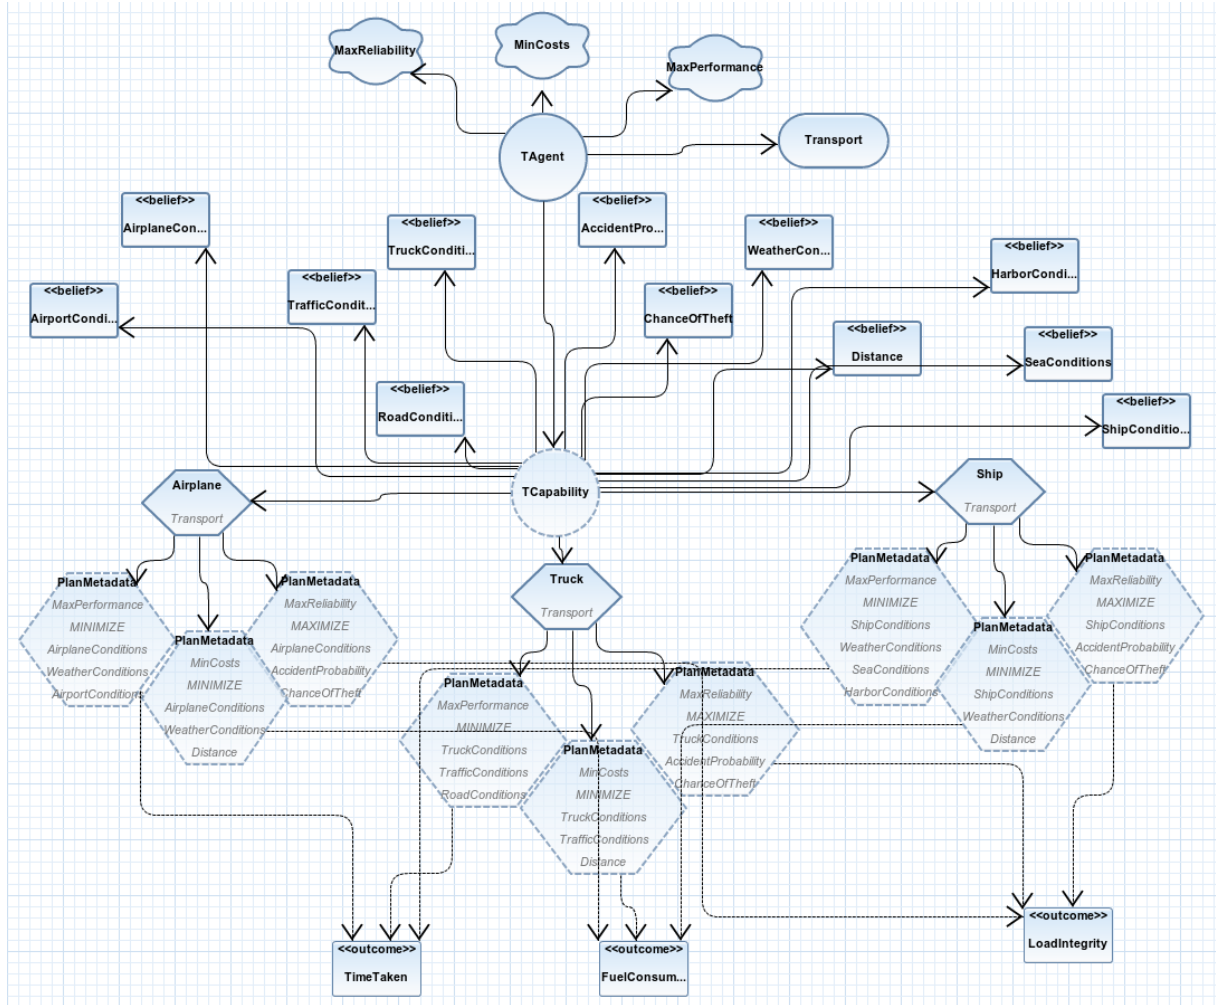 MaxReliability
MinCosts
MaxPerformance
TAgent
Transport
<<belief>>
AirplaneCon...
<<belief>>
TruckConditi...
<<belief>>
AccidentPro...
<<belief>>
WeatherCon...
<<belief>>
HarborCondi...
<<belief>>
AirportCondi...
<<belief>>
TrafficCondit...
<<belief>>
ChanceOfTheft
<<belief>>
Distance
<<belief>>
SeaConditions
<<belief>>
RoadConditi...
<<belief>>
ShipConditio...
TCapability
Airplane
Transport
Ship
Transport
Truck
Transport
PlanMetadata
MaxPerformance
MINIMIZE
AirplaneConditions
WeatherConditions
AirportConditions
PlanMetadata
MinCosts
MINIMIZE
AirplaneConditions
WeatherConditions
Distance
PlanMetadata
MaxReliability
MAXIMIZE
AirplaneConditions
AccidentProbability
ChanceOfTheft
PlanMetadata
MaxPerformance
MINIMIZE
TruckConditions
TrafficConditions
RoadConditions
PlanMetadata
MinCosts
MINIMIZE
TruckConditions
TrafficConditions
Distance
PlanMetadata
MaxReliability
MAXIMIZE
TruckConditions
AccidentProbability
ChanceOfTheft
PlanMetadata
MaxPerformance
MINIMIZE
ShipConditions
WeatherConditions
SeaConditions
HarborConditions
PlanMetadata
MinCosts
MINIMIZE
ShipConditions
WeatherConditions
Distance
PlanMetadata
MaxReliability
MAXIMIZE
ShipConditions
AccidentProbability
ChanceOfTheft
<<outcome>>
TimeTaken
<<outcome>>
FuelConsum...
<<outcome>>
LoadIntegrity